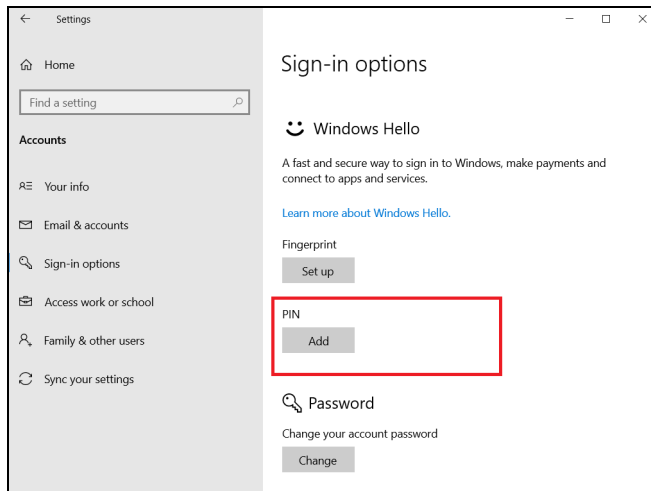 Settings
Home
Find a setting
Accounts
Your info
Email & accounts
Sign-in options
Access work or school
Family & other users
Sync your settings
Sign-in options
Windows Hello
A fast and secure way to sign in to Windows, make payments and
connect to apps and services.
Learn more about Windows Hello.
Fingerprint
Set up
PIN
Add
Password
Change your account password
Change